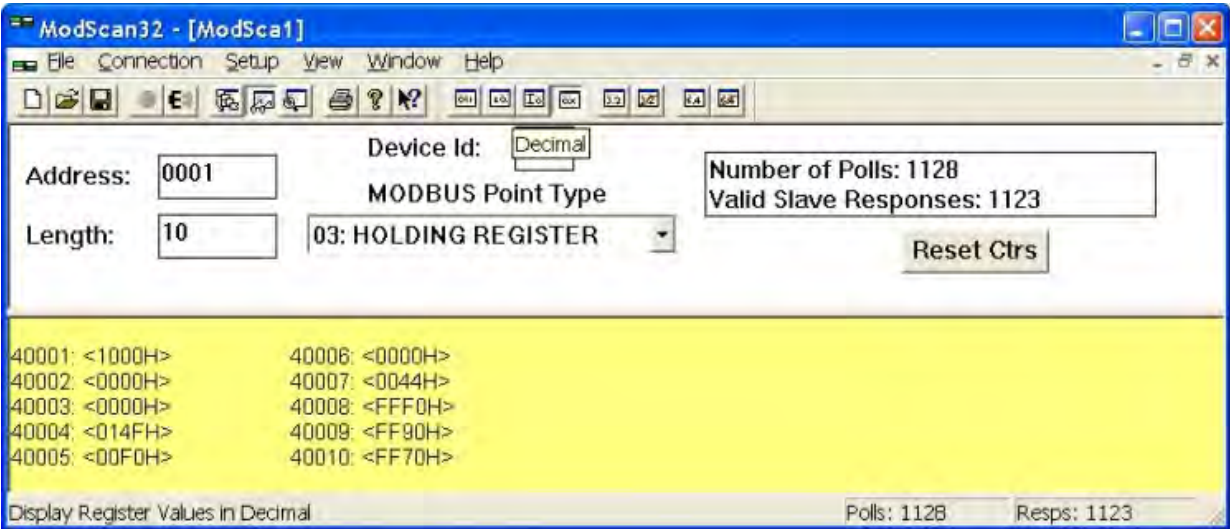 ModScan32 - [ModSca1]
File Connection Setup View Window Help
Address: 0001
Device Id:
Decimal
MODBUS Point Type
Length: 10
03: HOLDING REGISTER
Number of Polls: 1128
Valid Slave Responses: 1123
Reset Ctrs
40001: <1000H>
40002: <0000H>
40003: <0000H>
40004: <014FH>
40005: <00F0H>
40006: <0000H>
40007: <0044H>
40008: <FFF0H>
40009: <FF90H>
40010: <FF70H>
Display Register Values in Decimal
Polls: 1128
Resps: 1123